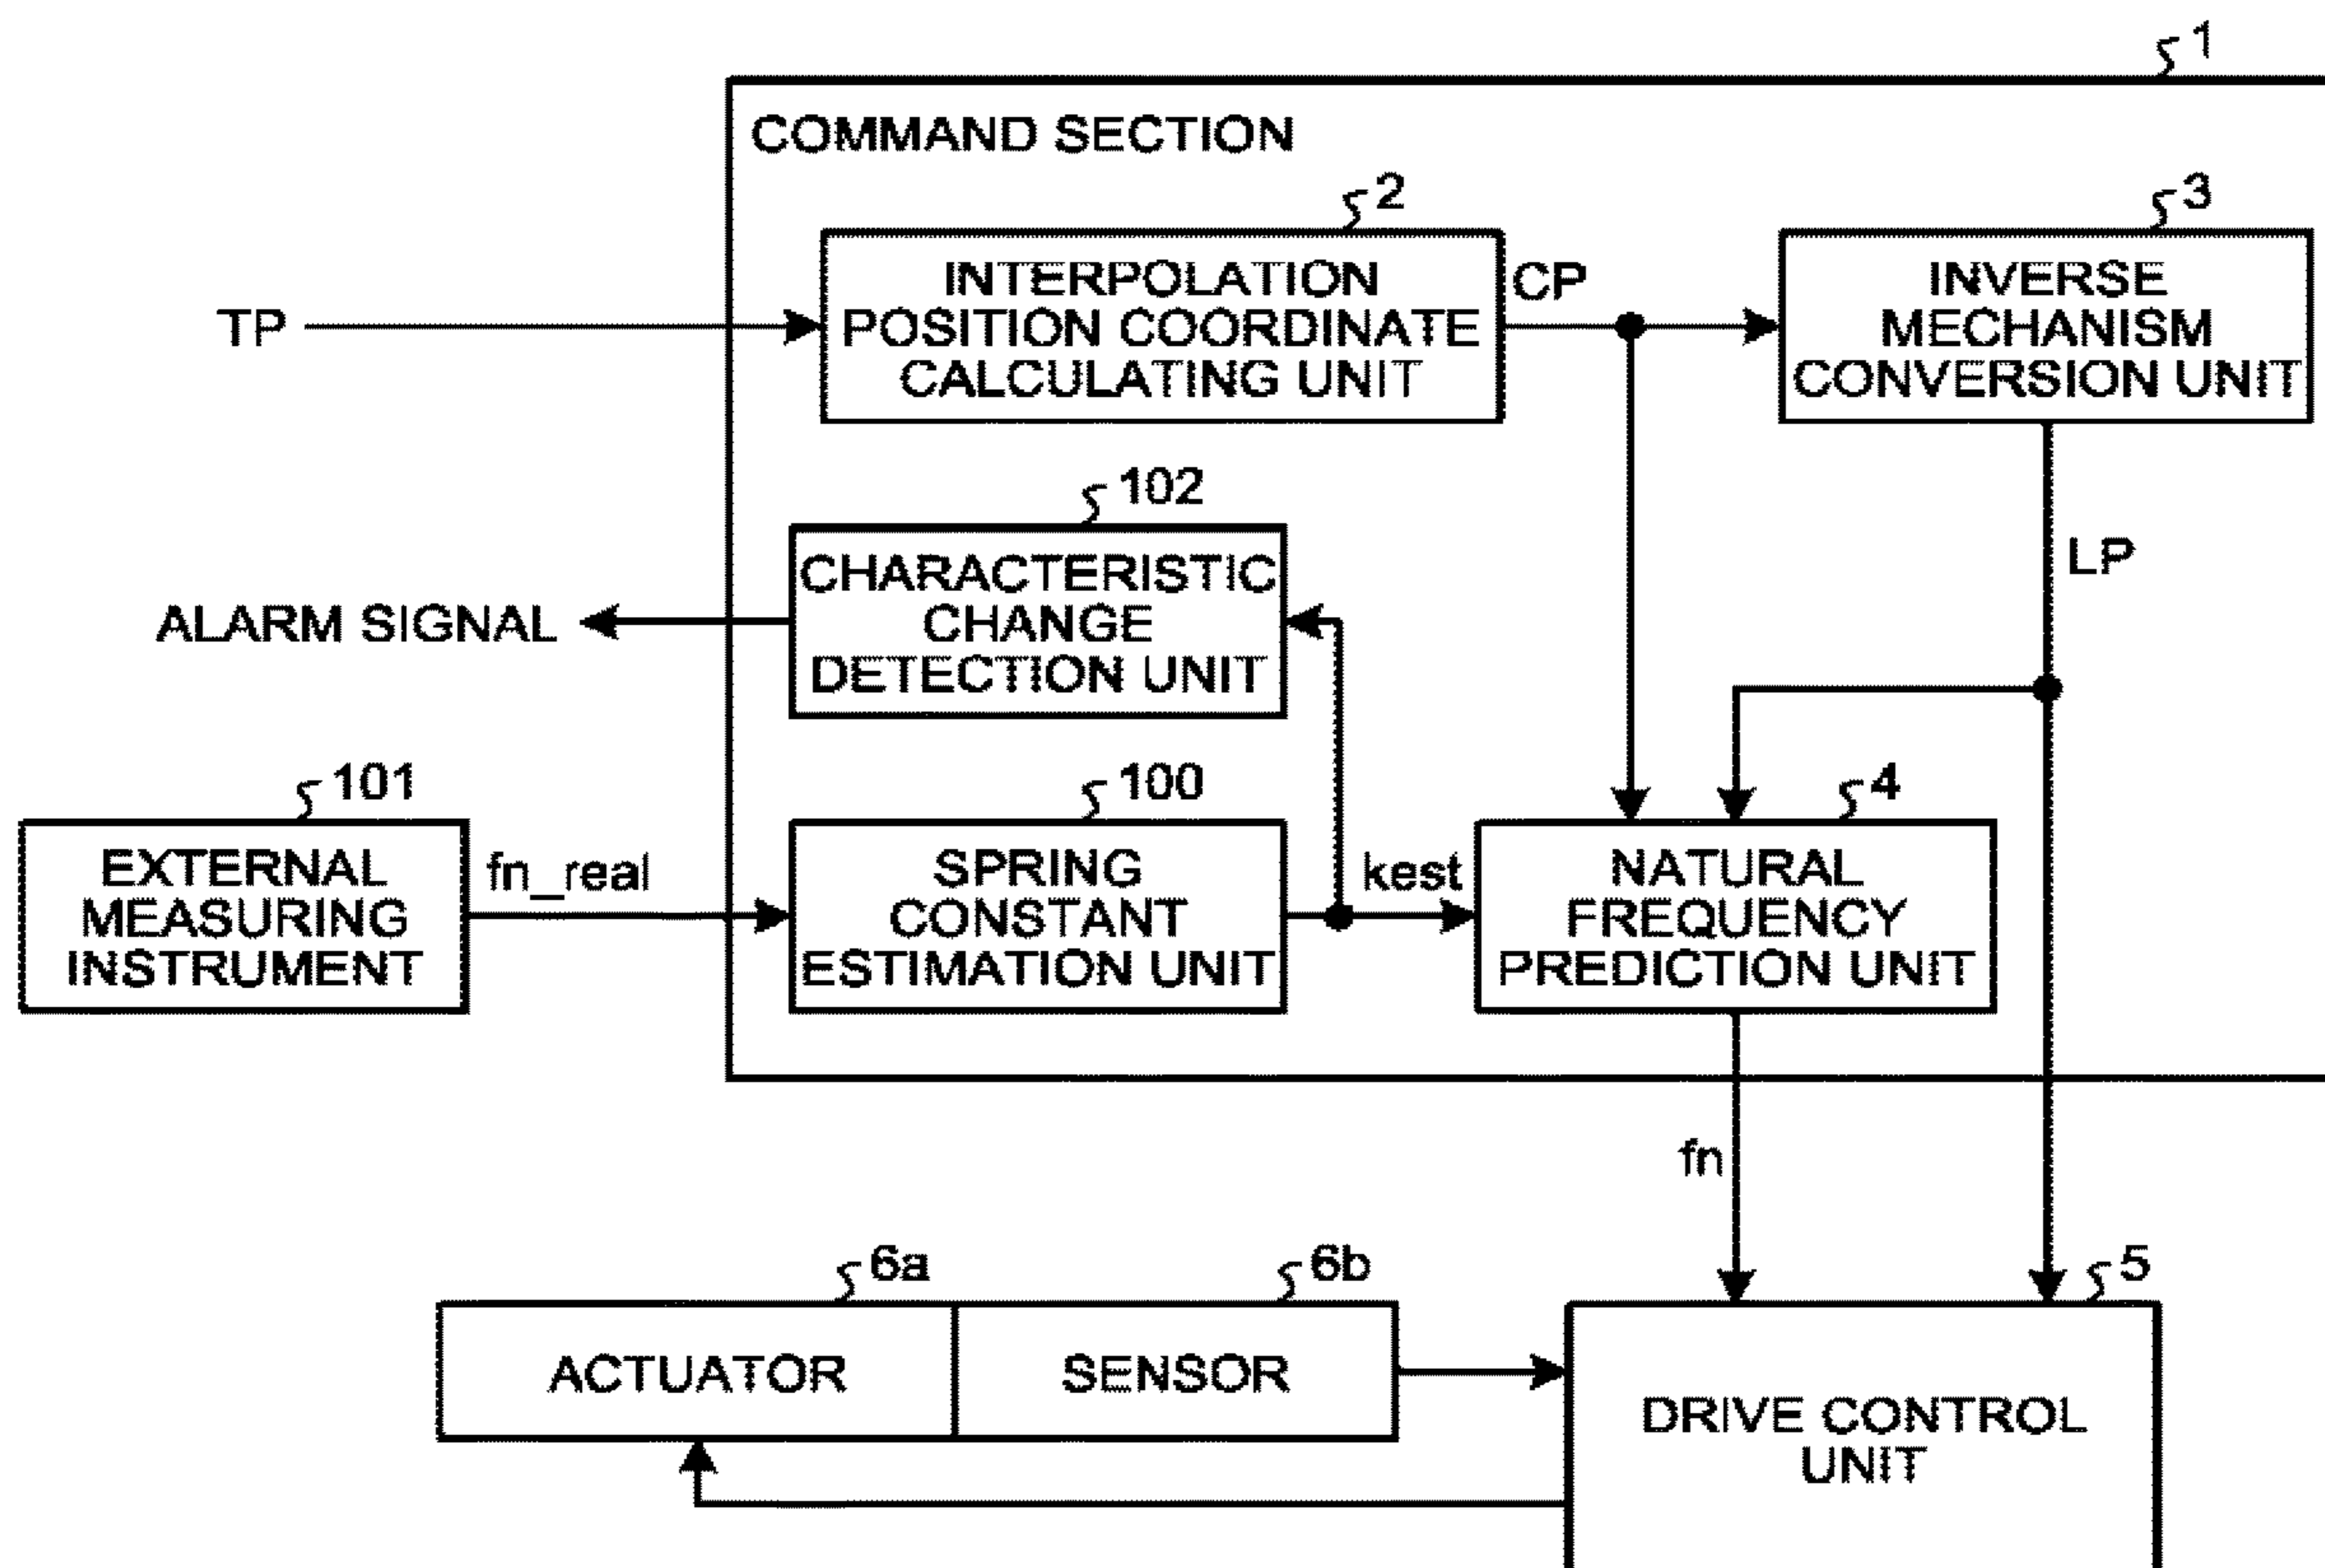 1
COMMAND SECTION
2
3
INTERPOLATION
POSITION COORDINATE
CALCULATING UNIT
CP
INVERSE
MECHANISM
CONVERSION UNIT
TP
102
CHARACTERISTIC
CHANGE
DETECTION UNIT
LP
ALARM SIGNAL
101
100
4
EXTERNAL
MEASURING
INSTRUMENT
fn_real
SPRING
CONSTANT
ESTIMATION UNIT
kest
NATURAL
FREQUENCY
PREDICTION UNIT
fn
6a
6b
5
ACTUATOR
SENSOR
DRIVE CONTROL
UNIT